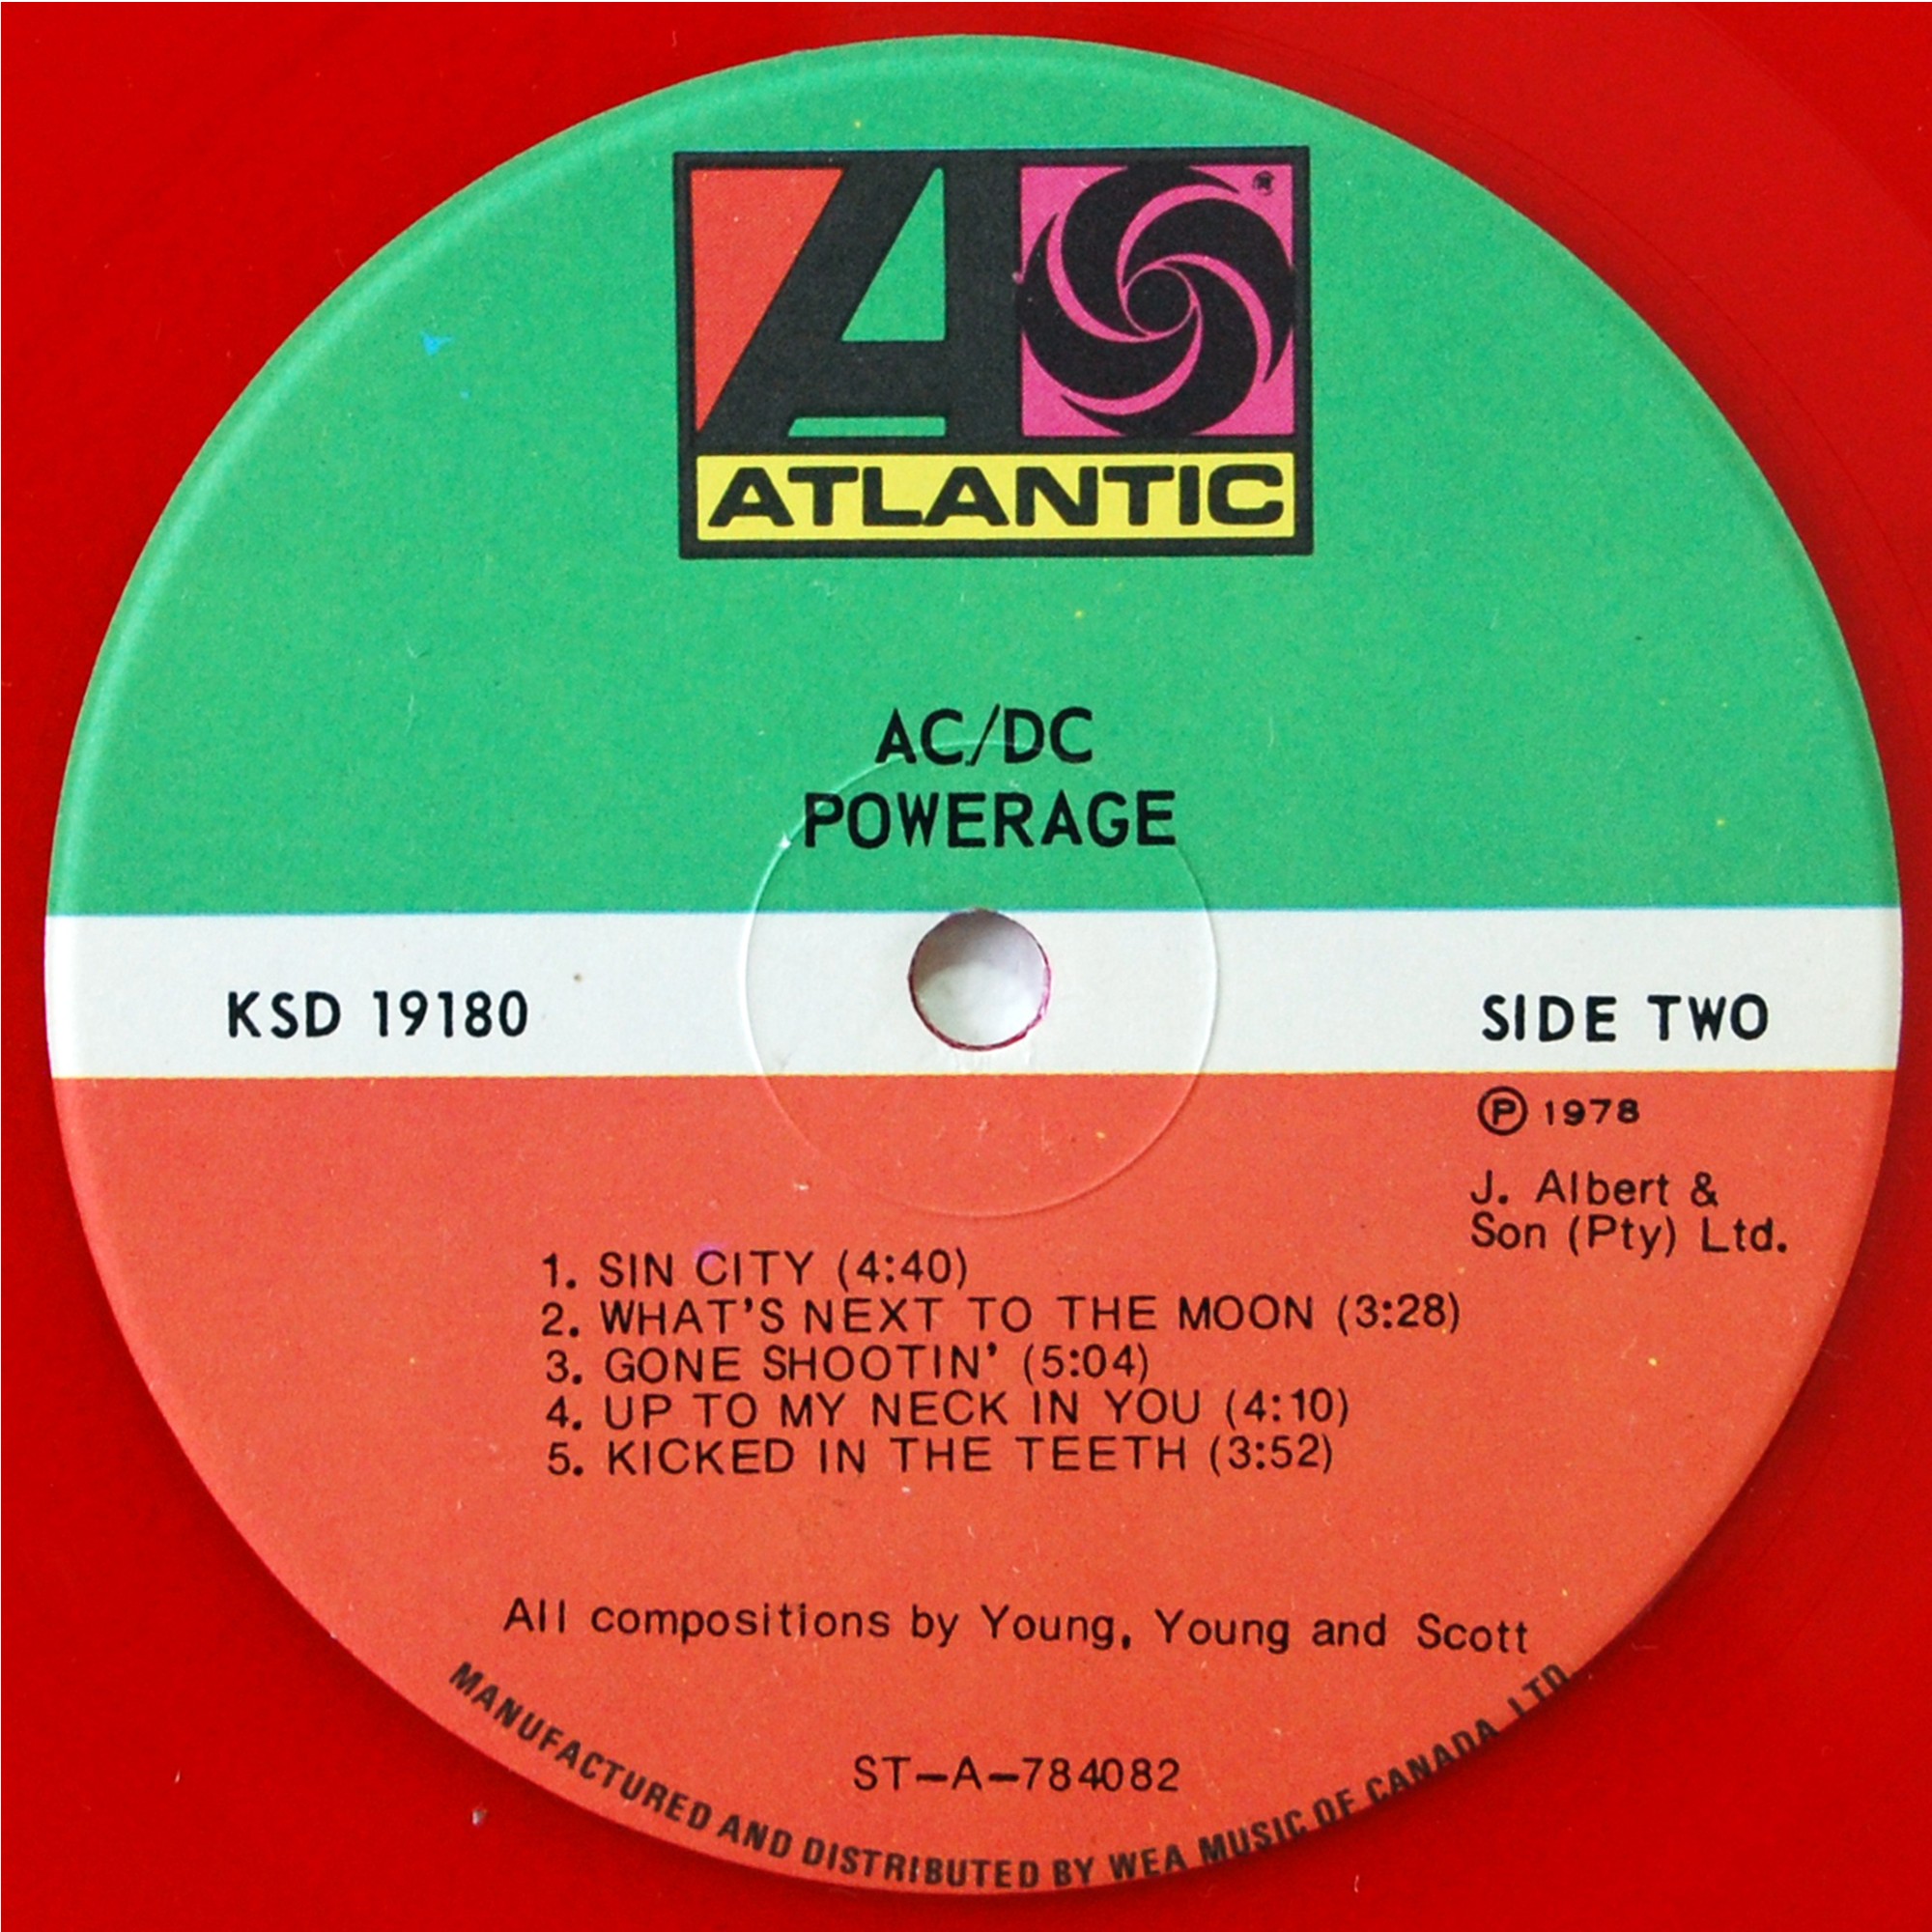 ATLANTIC
AC/DC
POWERAGE
KSD 19180
SIDE TWO
Ⓟ 1978
J. Albert &
Son (Pty) Ltd.
1. SIN CITY (4:40)
2. WHAT'S NEXT TO THE MOON (3:28)
3. GONE SHOOTIN' (5:04)
4. UP TO MY NECK IN YOU (4:10)
5. KICKED IN THE TEETH (3:52)
All compositions by Young, Young and Scott
ST-A-784082
MANUFACTURED AND DISTRIBUTED BY WEA MUSIC OF CANADA, LTD.